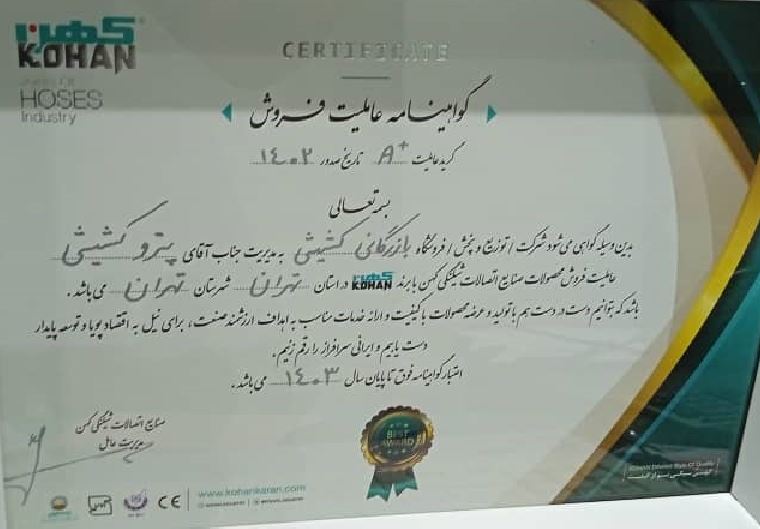 کهن
KOHAN
HOSES
Industry
CERTIFICATE
گواهینامه عاملیت فروش
گرید عاملیت A+ تاریخ صدور ۱۴۰۲
بسمه تعالی
بدین وسیله گواهی می شود شرکت / توزیع و پخش / فروشگاه بازرگانی کشیشی به مدیریت جناب آقای پترو کشیشی
عاملیت فروش محصولات صنایع اتصالات شیلنگی کهن با برند کهن KOHAN در استان تهران شهرستان تهران می باشد .
باشد که بتوانیم دست در دست هم با تولید و عرضه محصولات با کیفیت و ارائه خدمات مناسب به اهداف ارزشمند صنعت ، برای نیل به اقتصاد پویا و توسعه پایدار
دست یابیم و ایرانی سرافراز را رقم زنیم.
اعتبار گواهینامه فوق تا پایان سال ۱۴۰۳ می باشد .
صنایع اتصالات شیلنگی کهن
مدیریت عامل
BEST
AWARD
CE
www.kohankaran.com